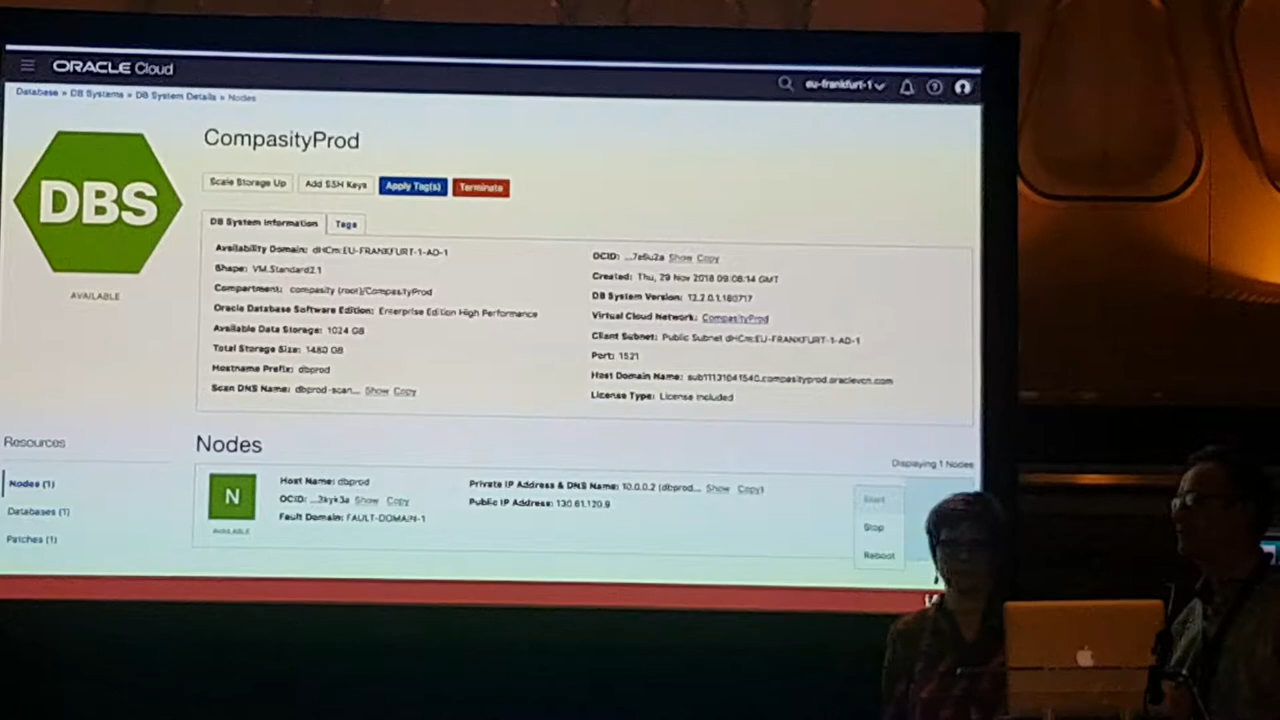 ORACLE Cloud
eu-frankfurt-1
Database » DB Systems » DB System Details » Nodes
DBS
AVAILABLE
CompasityProd
Scale Storage Up
Add SSH Keys
Apply Tag(s)
Terminate
DB System Information
Tags
Availability Domain: dHCm:EU-FRANKFURT-1-AD-1
Shape: VM.Standard2.1
Compartment: compasity (root)/CompasityProd
Oracle Database Software Edition: Enterprise Edition High Performance
Available Data Storage: 1024 GB
Total Storage Size: 1480 GB
Hostname Prefix: dbprod
Scan DNS Name: dbprod-scan... Show Copy
OCID: ...7e6u2a Show Copy
Created: Thu, 29 Nov 2018 09:08:14 GMT
DB System Version: 12.2.0.1.180717
Virtual Cloud Network: CompasityProd
Client Subnet: Public Subnet dHCm:EU-FRANKFURT-1-AD-1
Port: 1521
Host Domain Name: sub11131041540.compasityprod.oraclevcn.com
License Type: License Included
Resources
Nodes (1)
Databases (1)
Patches (1)
Nodes
Displaying 1 Nodes
N
AVAILABLE
Host Name: dbprod
OCID: ...3kyk3a Show Copy
Fault Domain: FAULT-DOMAIN-1
Private IP Address & DNS Name: 10.0.0.2 (dbprod... Show Copy)
Public IP Address: 130.61.120.9
Start
Stop
Reboot